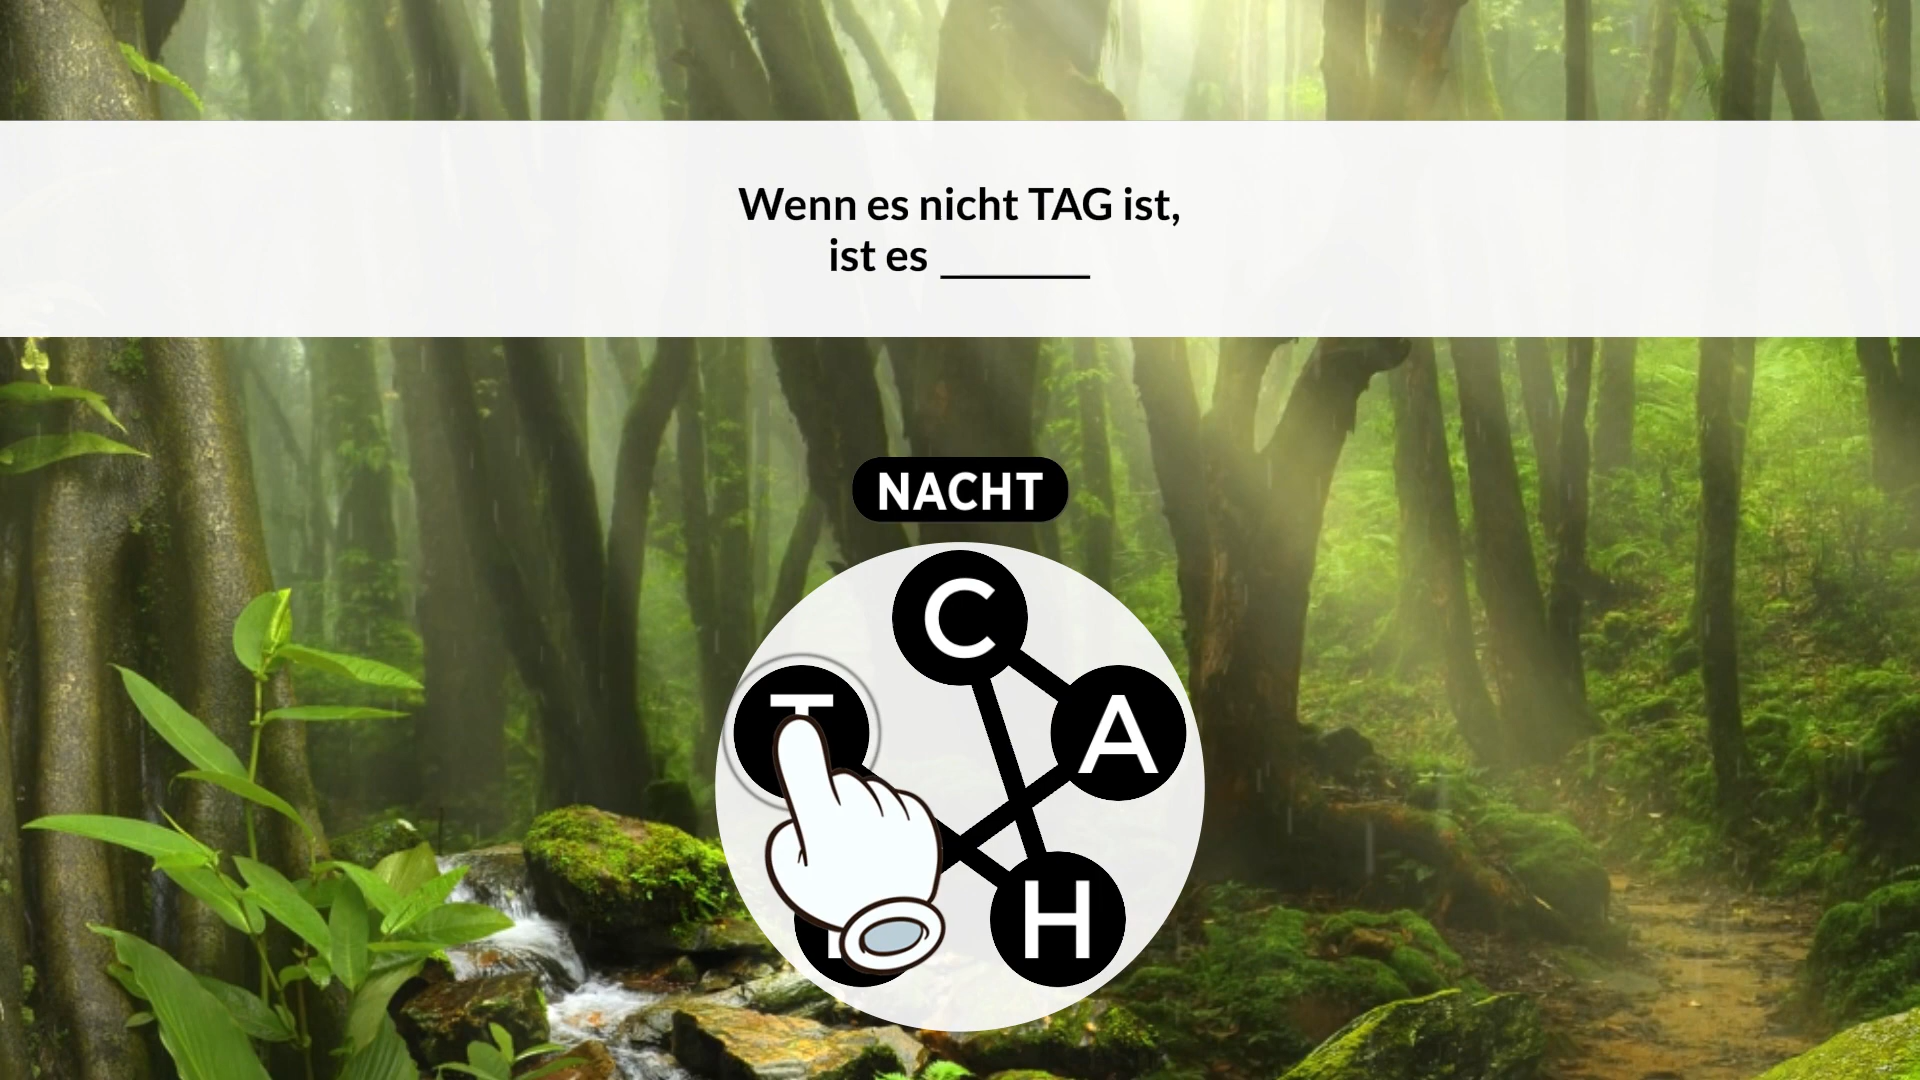 Wenn es nicht TAG ist,
ist es _______
NACHT
C
T
A
H